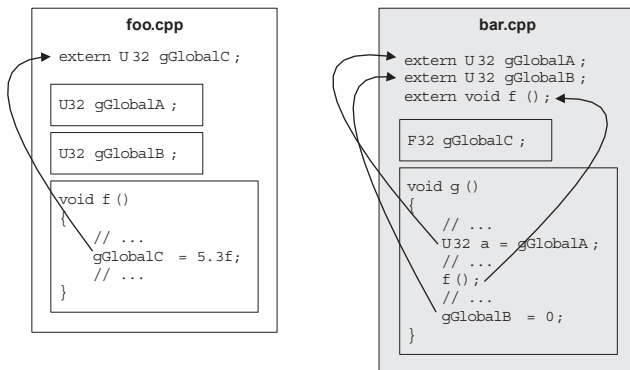 foo.cpp
extern U32 gGlobalC;
U32 gGlobalA;
U32 gGlobalB;
void f()
{
// ...
gGlobalC = 5.3f;
// ...
}
bar.cpp
extern U32 gGlobalA;
extern U32 gGlobalB;
extern void f();
F32 gGlobalC;
void g()
{
// ...
U32 a = gGlobalA;
// ...
f();
// ...
gGlobalB = 0;
}